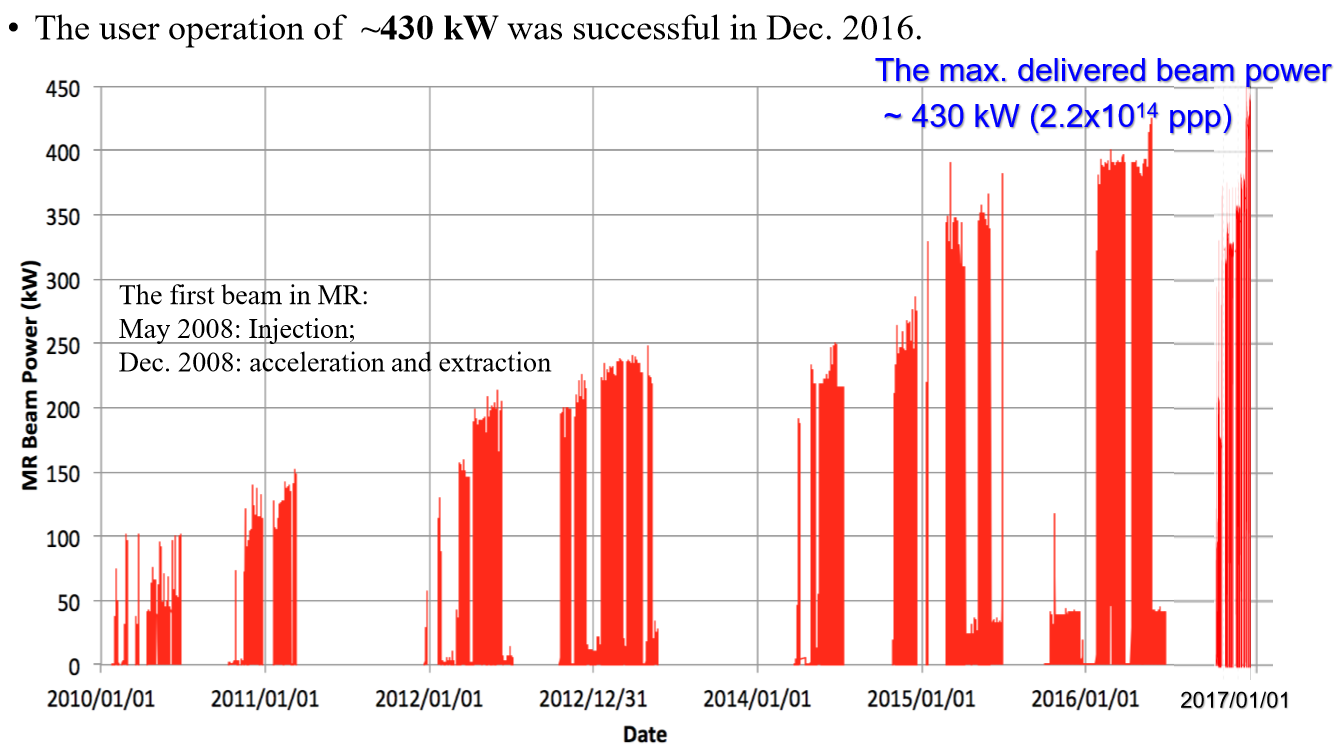 • The user operation of ~430 kW was successful in Dec. 2016.
The max. delivered beam power
~ 430 kW (2.2x10¹⁴ ppp)
450
400
350
300
250
200
150
100
50
0
MR Beam Power (kW)
The first beam in MR:
May 2008: Injection;
Dec. 2008: acceleration and extraction
2010/01/01 2011/01/01 2012/01/01 2012/12/31 2014/01/01 2015/01/01 2016/01/01 2017/01/01
Date